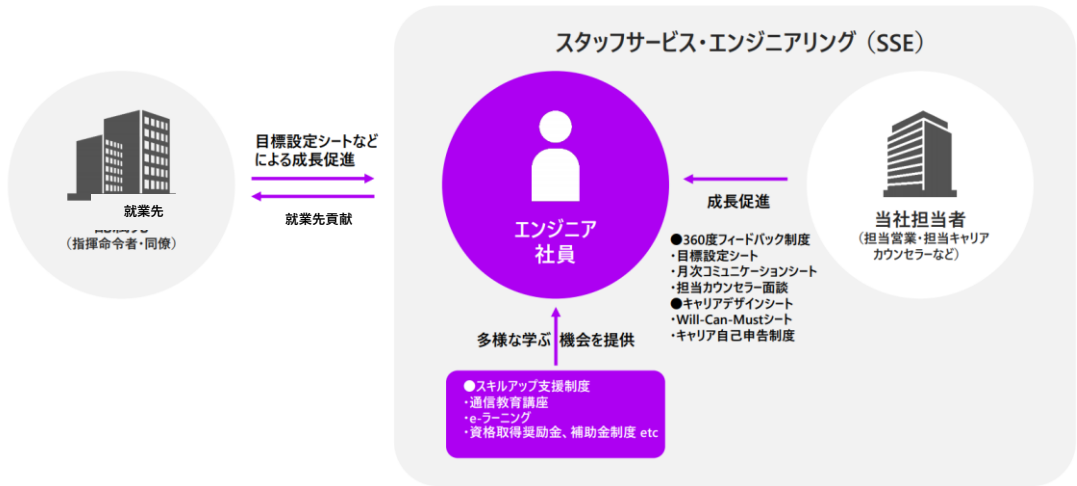 スタッフサービス・エンジニアリング（SSE）
目標設定シートなど
による成長促進
就業先
（指揮命令者・同僚）
就業先貢献
エンジニア
社員
成長促進
当社担当者
（担当営業・担当キャリア
カウンセラーなど）
●360度フィードバック制度
・目標設定シート
・月次コミュニケーションシート
・担当カウンセラー面談
●キャリアデザインシート
・Will-Can-Mustシート
・キャリア自己申告制度
多様な学ぶ 機会を提供
●スキルアップ支援制度
・通信教育講座
・e-ラーニング
・資格取得奨励金、補助金制度 etc